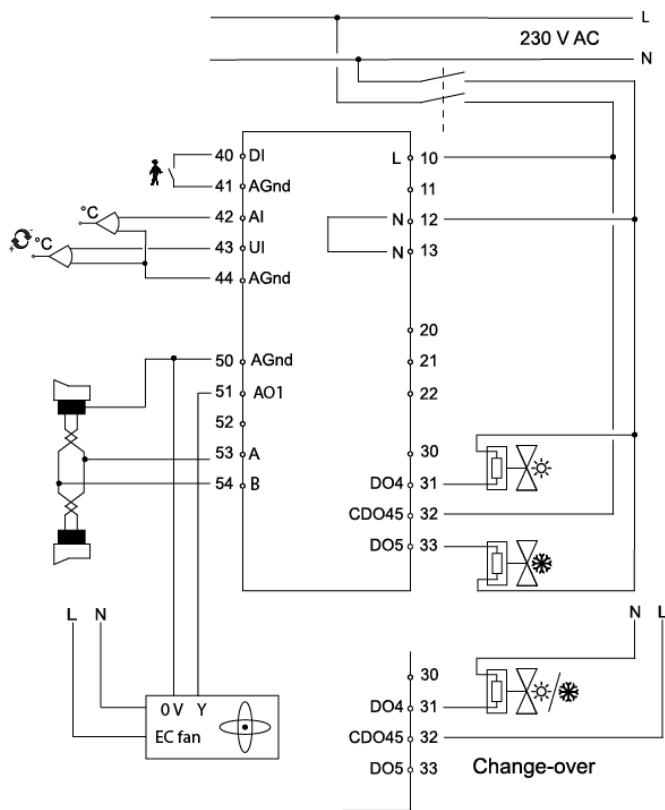 L
230 V AC
N
40 DI
L 10
41 AGnd
11
°C
42 AI
N 12
°C
43 UI
N 13
44 AGnd
20
50 AGnd
21
51 AO1
22
52
30
53 A
DO4 31
54 B
CDO45 32
DO5 33
L N
N L
30
0 V Y
DO4 31
EC fan
CDO45 32
Change-over
DO5 33